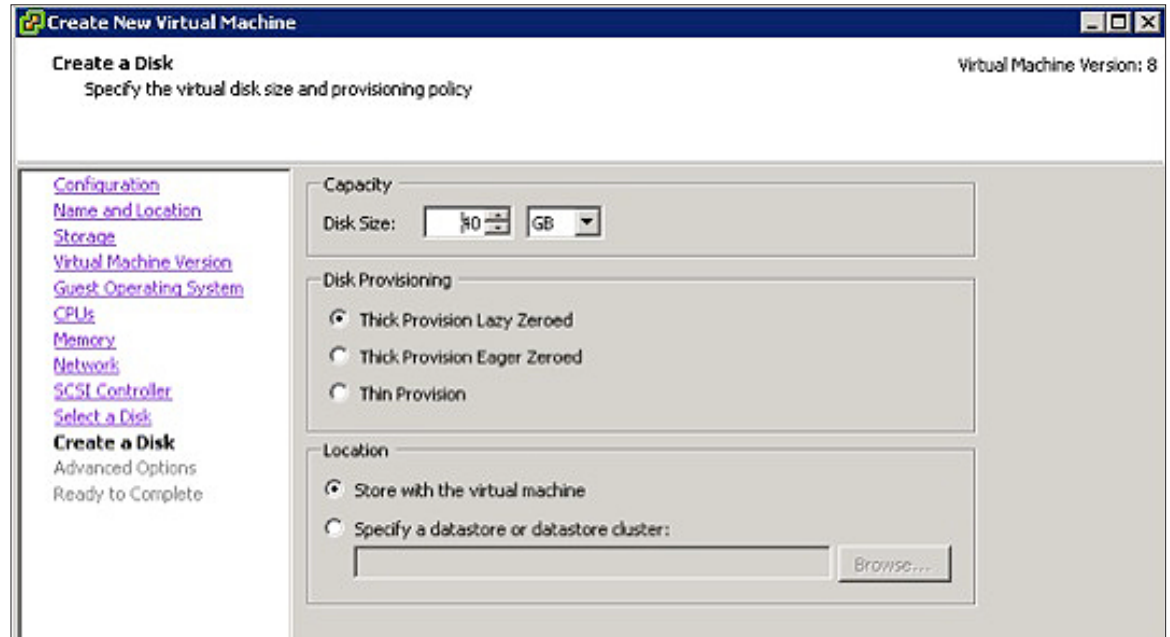 Create New Virtual Machine
Create a Disk
Virtual Machine Version: 8
Specify the virtual disk size and provisioning policy
Configuration
Name and Location
Storage
Virtual Machine Version
Guest Operating System
CPUs
Memory
Network
SCSI Controller
Select a Disk
Create a Disk
Advanced Options
Ready to Complete
Capacity
Disk Size: GB
Disk Provisioning
Thick Provision Lazy Zeroed
Thick Provision Eager Zeroed
Thin Provision
Location
Store with the virtual machine
Specify a datastore or datastore cluster:
Browse...